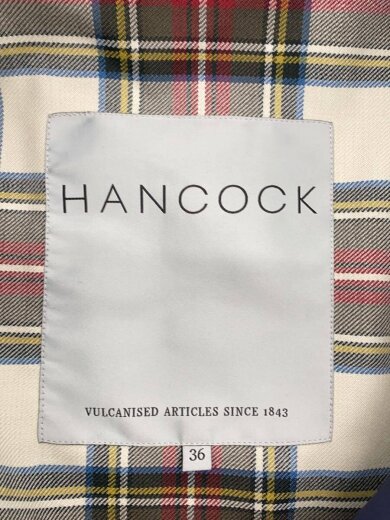 HANCOCK
VULCANISED ARTICLES SINCE 1843
36